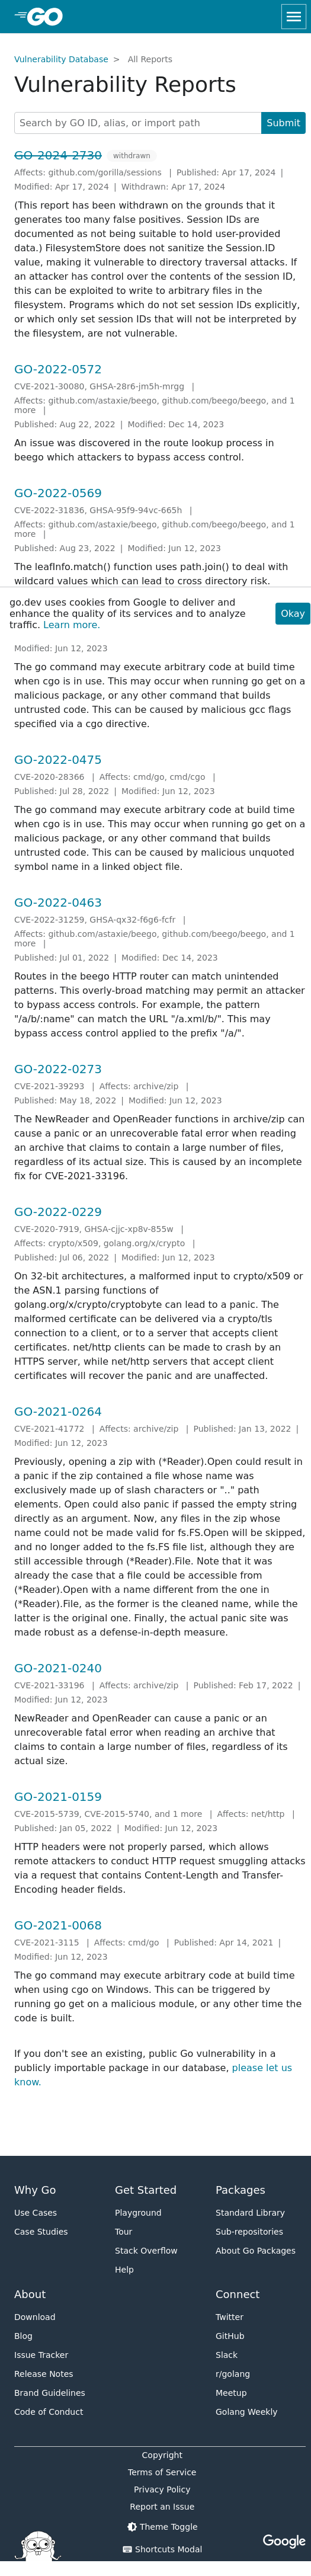 GO
Vulnerability Database > All Reports
Vulnerability Reports
Search by GO ID, alias, or import path
Submit
GO-2024-2730 withdrawn
Affects: github.com/gorilla/sessions | Published: Apr 17, 2024 |
Modified: Apr 17, 2024 | Withdrawn: Apr 17, 2024
(This report has been withdrawn on the grounds that it
generates too many false positives. Session IDs are
documented as not being suitable to hold user-provided
data.) FilesystemStore does not sanitize the Session.ID
value, making it vulnerable to directory traversal attacks. If
an attacker has control over the contents of the session ID,
this can be exploited to write to arbitrary files in the
filesystem. Programs which do not set session IDs explicitly,
or which only set session IDs that will not be interpreted by
the filesystem, are not vulnerable.
GO-2022-0572
CVE-2021-30080, GHSA-28r6-jm5h-mrgg |
Affects: github.com/astaxie/beego, github.com/beego/beego, and 1
more |
Published: Aug 22, 2022 | Modified: Dec 14, 2023
An issue was discovered in the route lookup process in
beego which attackers to bypass access control.
GO-2022-0569
CVE-2022-31836, GHSA-95f9-94vc-665h |
Affects: github.com/astaxie/beego, github.com/beego/beego, and 1
more |
Published: Aug 23, 2022 | Modified: Jun 12, 2023
The leafInfo.match() function uses path.join() to deal with
wildcard values which can lead to cross directory risk.
go.dev uses cookies from Google to deliver and
enhance the quality of its services and to analyze
traffic. Learn more.
Okay
Modified: Jun 12, 2023
The go command may execute arbitrary code at build time
when cgo is in use. This may occur when running go get on a
malicious package, or any other command that builds
untrusted code. This can be caused by malicious gcc flags
specified via a cgo directive.
GO-2022-0475
CVE-2020-28366 | Affects: cmd/go, cmd/cgo |
Published: Jul 28, 2022 | Modified: Jun 12, 2023
The go command may execute arbitrary code at build time
when cgo is in use. This may occur when running go get on a
malicious package, or any other command that builds
untrusted code. This can be caused by malicious unquoted
symbol name in a linked object file.
GO-2022-0463
CVE-2022-31259, GHSA-qx32-f6g6-fcfr |
Affects: github.com/astaxie/beego, github.com/beego/beego, and 1
more |
Published: Jul 01, 2022 | Modified: Dec 14, 2023
Routes in the beego HTTP router can match unintended
patterns. This overly-broad matching may permit an attacker
to bypass access controls. For example, the pattern
"/a/b/:name" can match the URL "/a.xml/b/". This may
bypass access control applied to the prefix "/a/".
GO-2022-0273
CVE-2021-39293 | Affects: archive/zip |
Published: May 18, 2022 | Modified: Jun 12, 2023
The NewReader and OpenReader functions in archive/zip can
cause a panic or an unrecoverable fatal error when reading
an archive that claims to contain a large number of files,
regardless of its actual size. This is caused by an incomplete
fix for CVE-2021-33196.
GO-2022-0229
CVE-2020-7919, GHSA-cjjc-xp8v-855w |
Affects: crypto/x509, golang.org/x/crypto |
Published: Jul 06, 2022 | Modified: Jun 12, 2023
On 32-bit architectures, a malformed input to crypto/x509 or
the ASN.1 parsing functions of
golang.org/x/crypto/cryptobyte can lead to a panic. The
malformed certificate can be delivered via a crypto/tls
connection to a client, or to a server that accepts client
certificates. net/http clients can be made to crash by an
HTTPS server, while net/http servers that accept client
certificates will recover the panic and are unaffected.
GO-2021-0264
CVE-2021-41772 | Affects: archive/zip | Published: Jan 13, 2022 |
Modified: Jun 12, 2023
Previously, opening a zip with (*Reader).Open could result in
a panic if the zip contained a file whose name was
exclusively made up of slash characters or ".." path
elements. Open could also panic if passed the empty string
directly as an argument. Now, any files in the zip whose
name could not be made valid for fs.FS.Open will be skipped,
and no longer added to the fs.FS file list, although they are
still accessible through (*Reader).File. Note that it was
already the case that a file could be accessible from
(*Reader).Open with a name different from the one in
(*Reader).File, as the former is the cleaned name, while the
latter is the original one. Finally, the actual panic site was
made robust as a defense-in-depth measure.
GO-2021-0240
CVE-2021-33196 | Affects: archive/zip | Published: Feb 17, 2022 |
Modified: Jun 12, 2023
NewReader and OpenReader can cause a panic or an
unrecoverable fatal error when reading an archive that
claims to contain a large number of files, regardless of its
actual size.
GO-2021-0159
CVE-2015-5739, CVE-2015-5740, and 1 more | Affects: net/http |
Published: Jan 05, 2022 | Modified: Jun 12, 2023
HTTP headers were not properly parsed, which allows
remote attackers to conduct HTTP request smuggling attacks
via a request that contains Content-Length and Transfer-
Encoding header fields.
GO-2021-0068
CVE-2021-3115 | Affects: cmd/go | Published: Apr 14, 2021 |
Modified: Jun 12, 2023
The go command may execute arbitrary code at build time
when using cgo on Windows. This can be triggered by
running go get on a malicious module, or any other time the
code is built.
If you don't see an existing, public Go vulnerability in a
publicly importable package in our database, please let us
know.
Why Go
Use Cases
Case Studies
Get Started
Playground
Tour
Stack Overflow
Help
Packages
Standard Library
Sub-repositories
About Go Packages
About
Download
Blog
Issue Tracker
Release Notes
Brand Guidelines
Code of Conduct
Connect
Twitter
GitHub
Slack
r/golang
Meetup
Golang Weekly
Copyright
Terms of Service
Privacy Policy
Report an Issue
Theme Toggle
Shortcuts Modal
Google